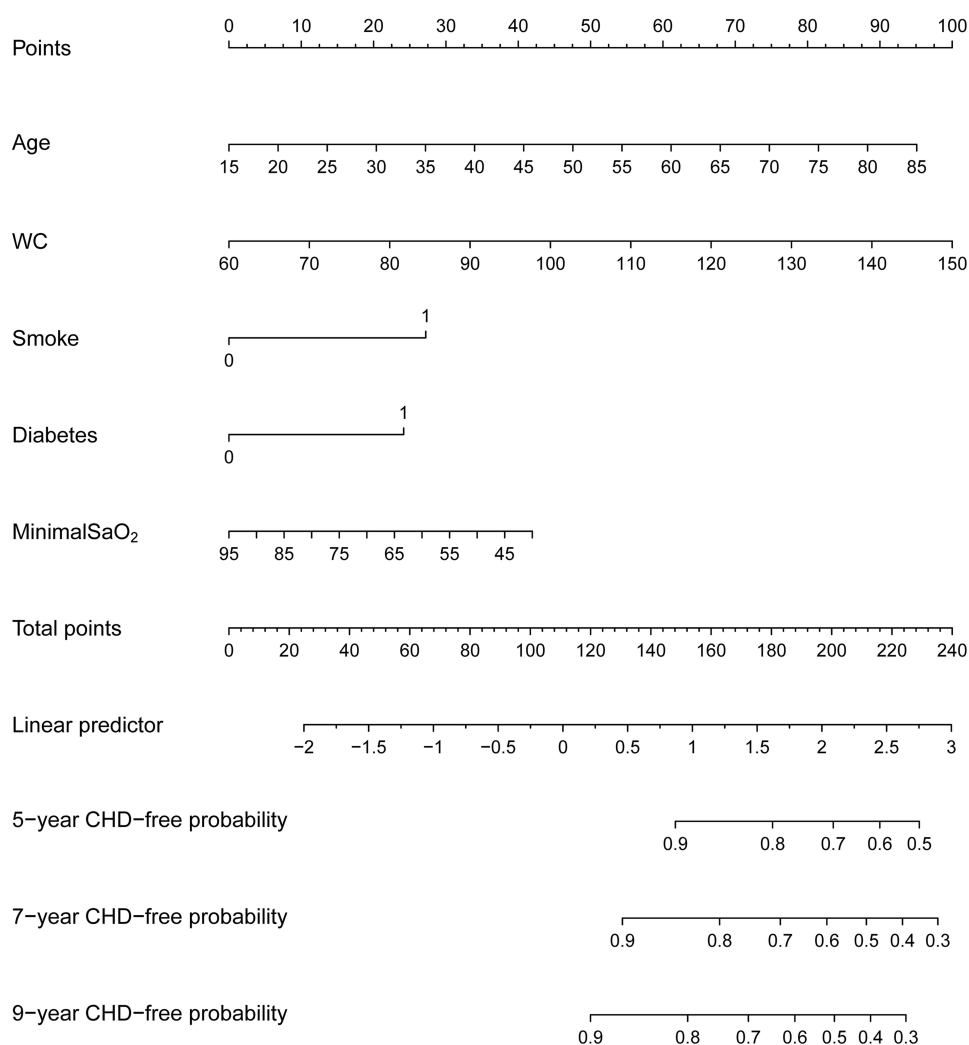 0 10 20 30 40 50 60 70 80 90 100
Points
Age
15 20 25 30 35 40 45 50 55 60 65 70 75 80 85
WC
60 70 80 90 100 110 120 130 140 150
1
Smoke
0
1
Diabetes
0
MinimalSaO₂
95 85 75 65 55 45
Total points
0 20 40 60 80 100 120 140 160 180 200 220 240
Linear predictor
−2 −1.5 −1 −0.5 0 0.5 1 1.5 2 2.5 3
5−year CHD−free probability
0.9 0.8 0.7 0.6 0.5
7−year CHD−free probability
0.9 0.8 0.7 0.6 0.5 0.4 0.3
9−year CHD−free probability
0.9 0.8 0.7 0.6 0.5 0.4 0.3